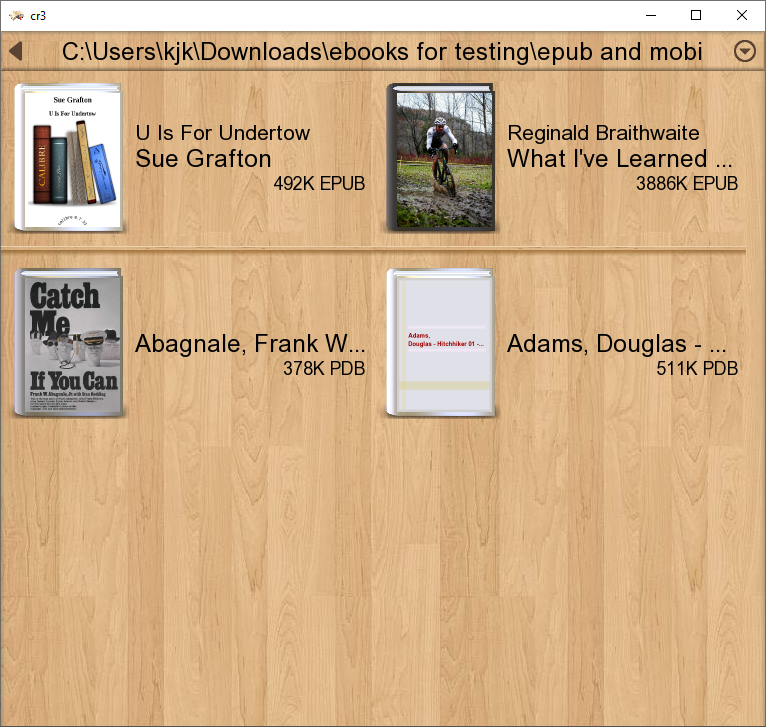 cr3
C:\Users\kjk\Downloads\ebooks for testing\epub and mobi
Sue Grafton
U Is For Undertow
CALIBRE
calibre 0.7.32
U Is For Undertow
Sue Grafton
492K EPUB
Reginald Braithwaite
What I've Learned ...
3886K EPUB
Catch
Me
If You Can
Frank W. Abagnale, Jr. with Stan Redding
Abagnale, Frank W...
378K PDB
Adams,
Douglas - Hitchhiker 01 -...
Adams, Douglas - ...
511K PDB